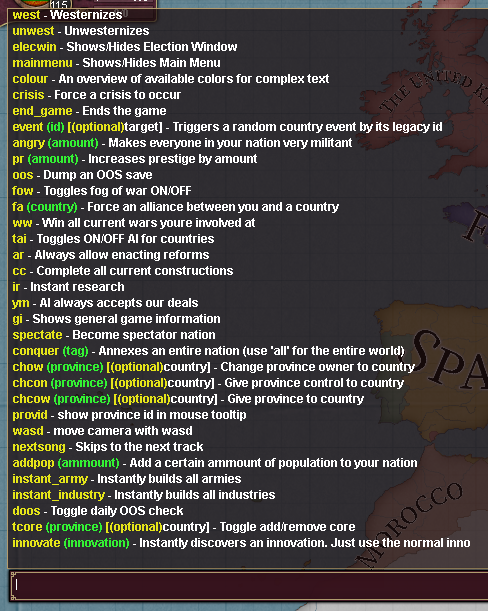 115
west - Westernizes
unwest - Unwesternizes
elecwin - Shows/Hides Election Window
mainmenu - Shows/Hides Main Menu
colour - An overview of available colors for complex text
crisis - Force a crisis to occur
end_game - Ends the game
event (id) [(optional)target] - Triggers a random country event by its legacy id
angry (amount) - Makes everyone in your nation very militant
pr (amount) - Increases prestige by amount
oos - Dump an OOS save
fow - Toggles fog of war ON/OFF
fa (country) - Force an alliance between you and a country
ww - Win all current wars youre involved at
tai - Toggles ON/OFF AI for countries
ar - Always allow enacting reforms
cc - Complete all current constructions
ir - Instant research
ym - AI always accepts our deals
gi - Shows general game information
spectate - Become spectator nation
conquer (tag) - Annexes an entire nation (use 'all' for the entire world)
chow (province) [(optional)country] - Change province owner to country
chcon (province) [(optional)country] - Give province control to country
chcow (province) [(optional)country] - Give province to country
provid - show province id in mouse tooltip
wasd - move camera with wasd
nextsong - Skips to the next track
addpop (ammount) - Add a certain ammount of population to your nation
instant_army - Instantly builds all armies
instant_industry - Instantly builds all industries
doos - Toggle daily OOS check
tcore (province) [(optional)country] - Toggle add/remove core
innovate (innovation) - Instantly discovers an innovation. Just use the normal inno
THE UNITED KI
F
SPA
MOROCCO